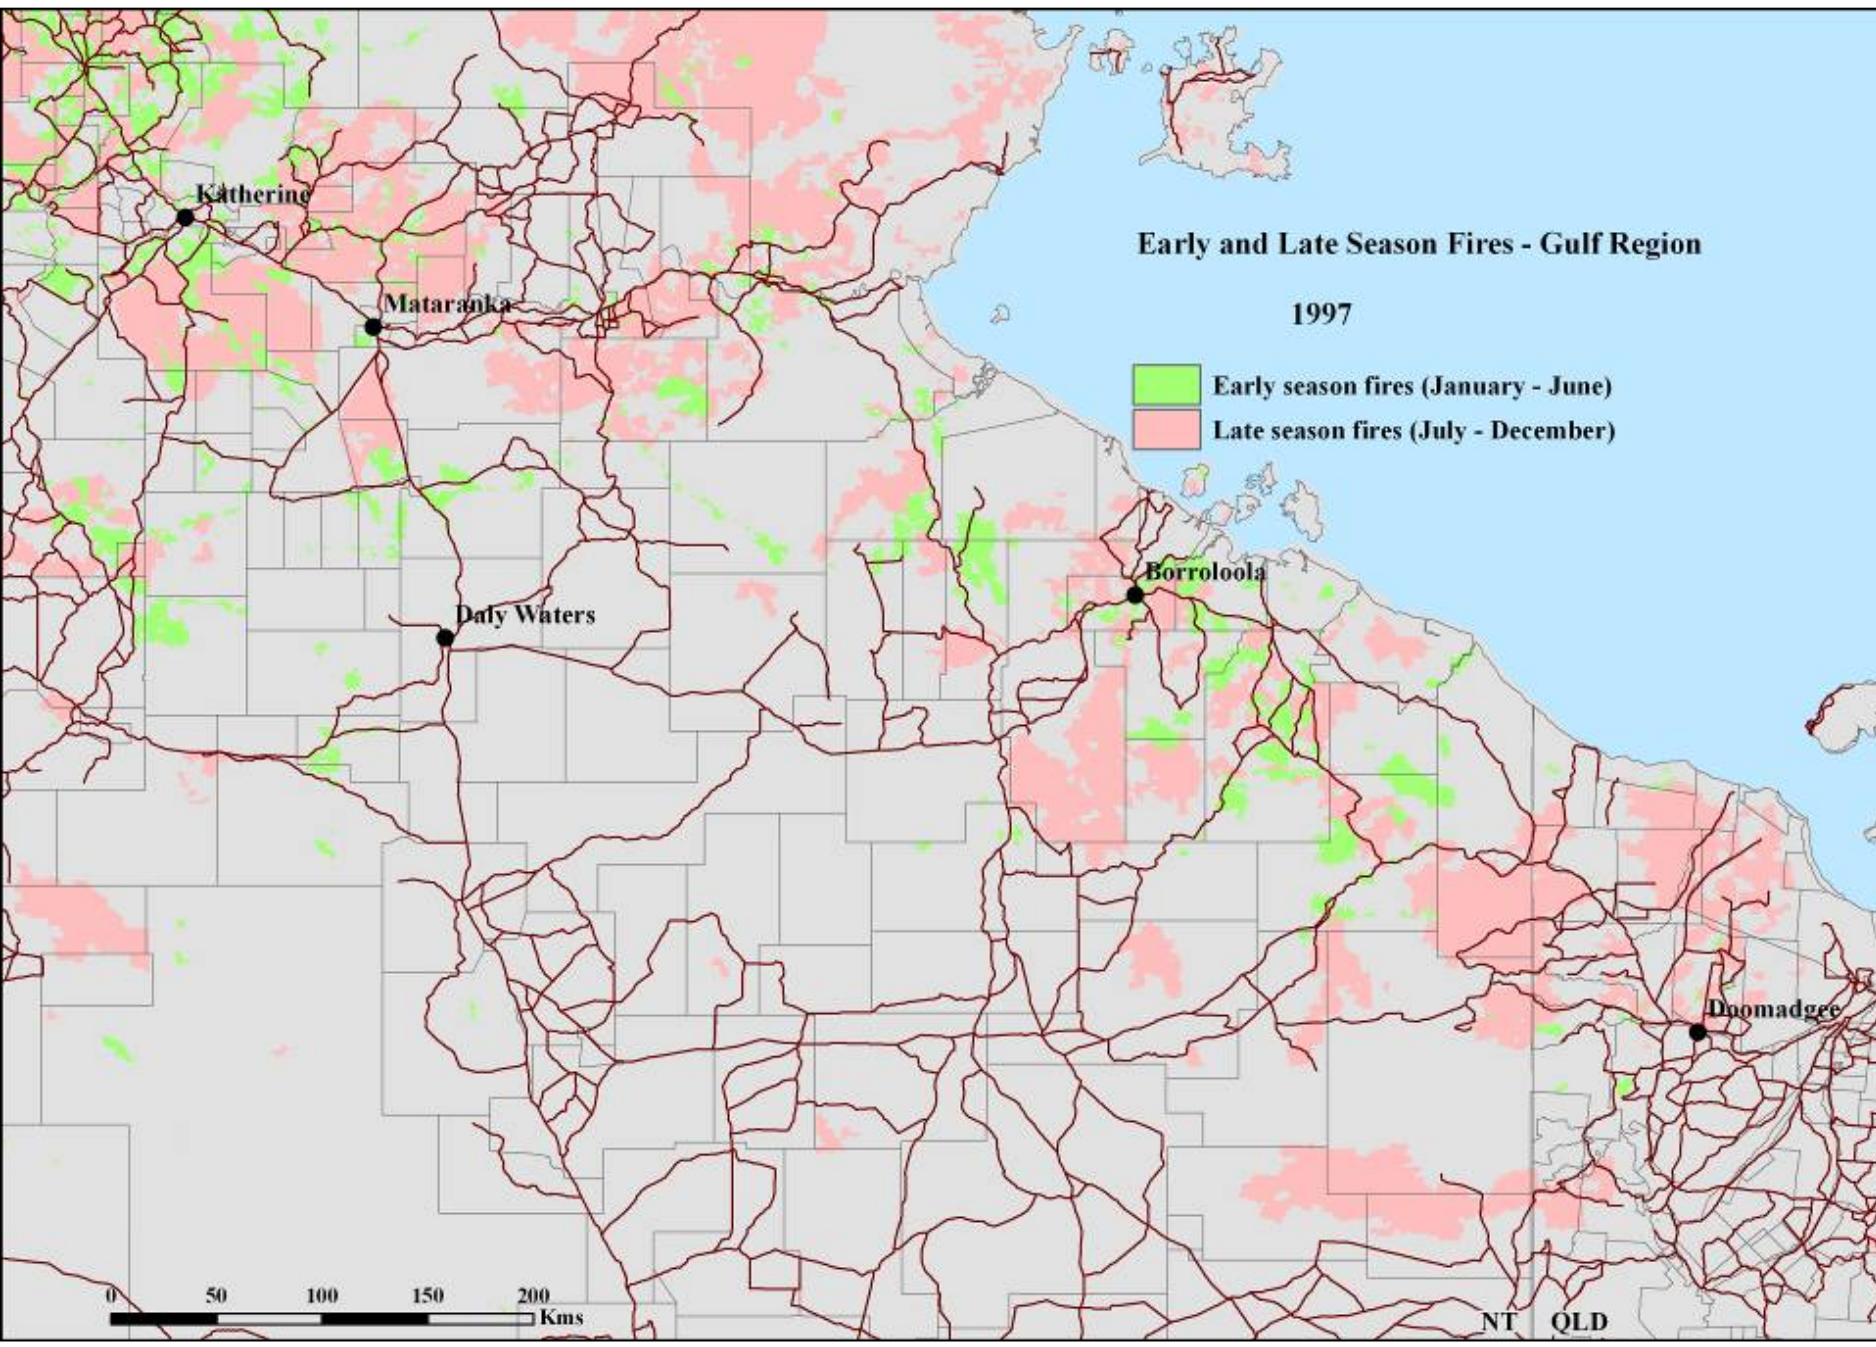 Katherine
Early and Late Season Fires - Gulf Region
Mataranka
1997
Early season fires (January - June)
Late season fires (July - December)
Borroloola
Daly Waters
Doomadgee
0 50 100 150 200
Kms
NT QLD